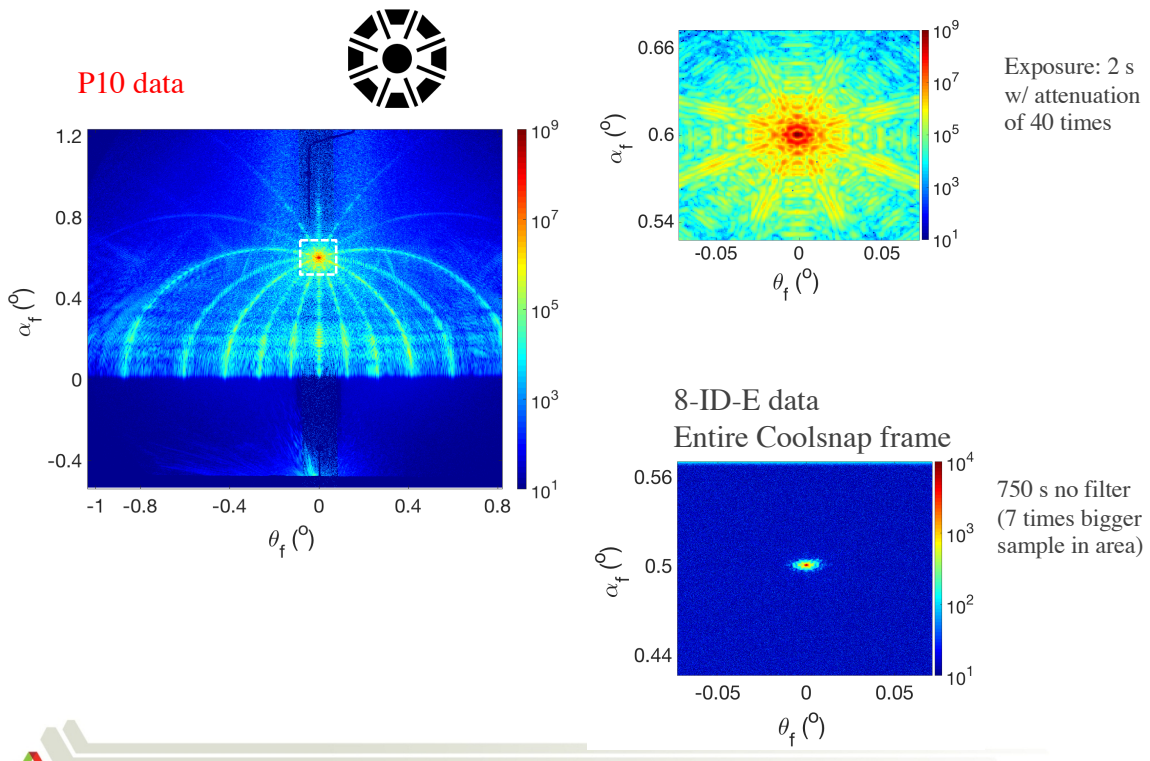 P10 data
10^9
10^7
10^5
10^3
10^1
1.2
0.8
0.4
0
-0.4
α_f (°)
-1 -0.8 -0.4 0 0.4 0.8
θ_f (°)
0.66
0.6
0.54
α_f (°)
-0.05 0 0.05
θ_f (°)
10^9
10^7
10^5
10^3
10^1
Exposure: 2 s
w/ attenuation
of 40 times
8-ID-E data
Entire Coolsnap frame
0.56
0.5
0.44
α_f (°)
-0.05 0 0.05
θ_f (°)
10^4
10^3
10^2
10^1
750 s no filter
(7 times bigger
sample in area)